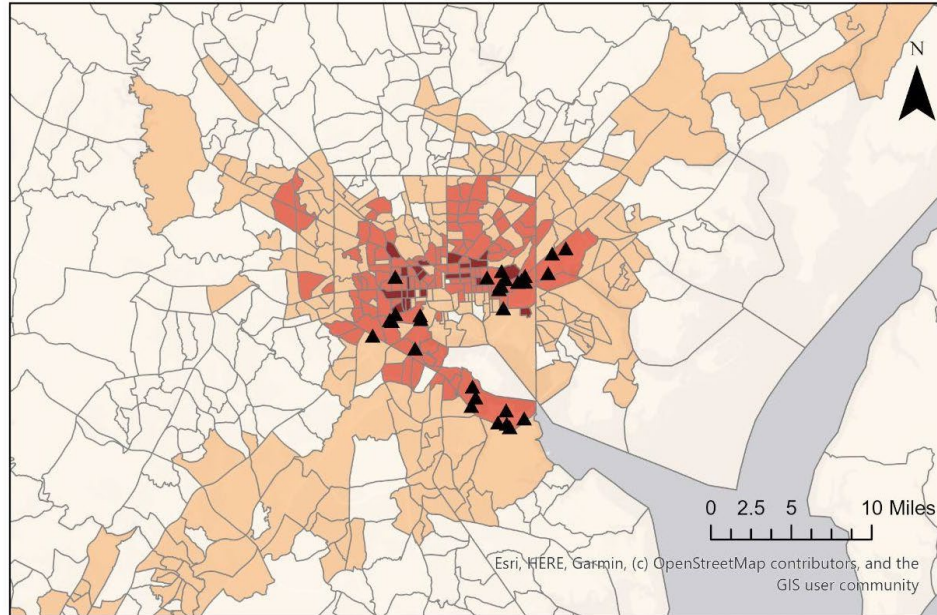 N
0 2.5 5 10 Miles
Esri, HERE, Garmin, (c) OpenStreetMap contributors, and the
GIS user community